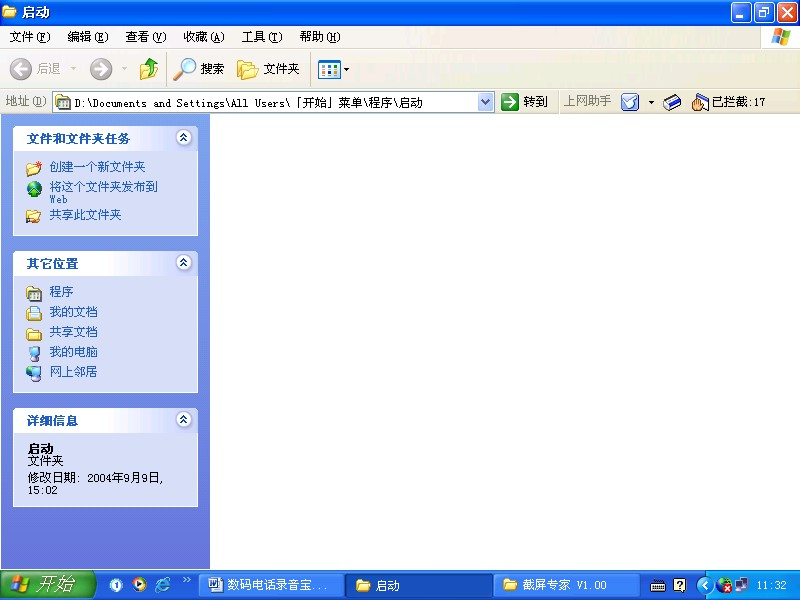 启动
文件(F) 编辑(E) 查看(V) 收藏(A) 工具(T) 帮助(H)
后退 搜索 文件夹
地址(D) D:\Documents and Settings\All Users\「开始」菜单\程序\启动 转到 上网助手 已拦截:17
文件和文件夹任务
创建一个新文件夹
将这个文件夹发布到
Web
共享此文件夹
其它位置
程序
我的文档
共享文档
我的电脑
网上邻居
详细信息
启动
文件夹
修改日期: 2004年9月9日,
15:02
开始 数码电话录音宝... 启动 截屏专家 V1.00 11:32